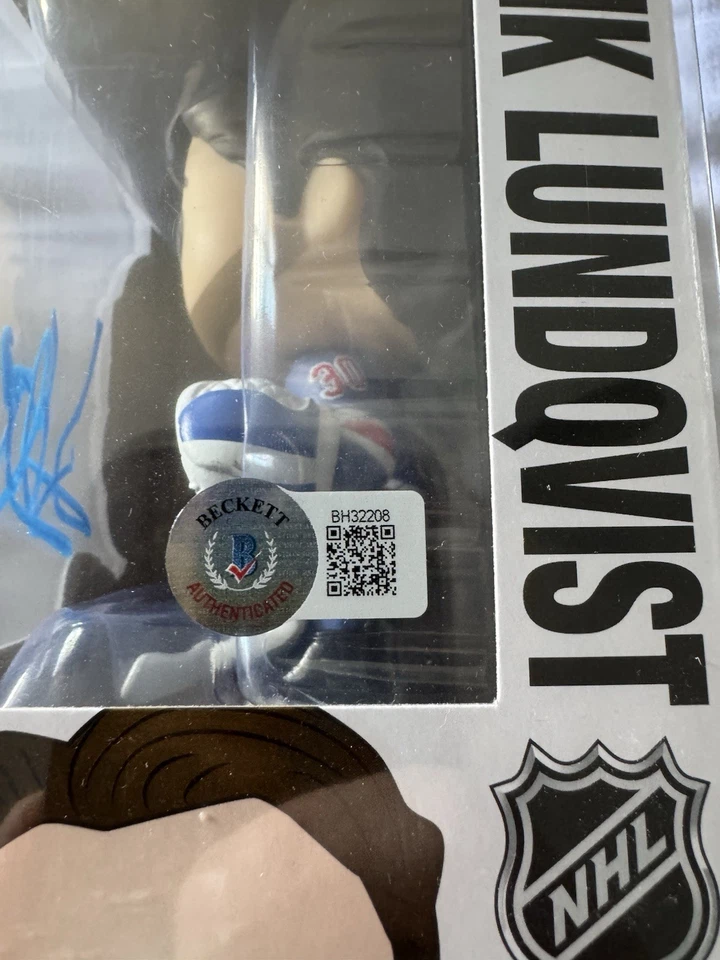 IK LUNDQVIST
30
BECKETT
B
AUTHENTICATED
BH32208
NHL